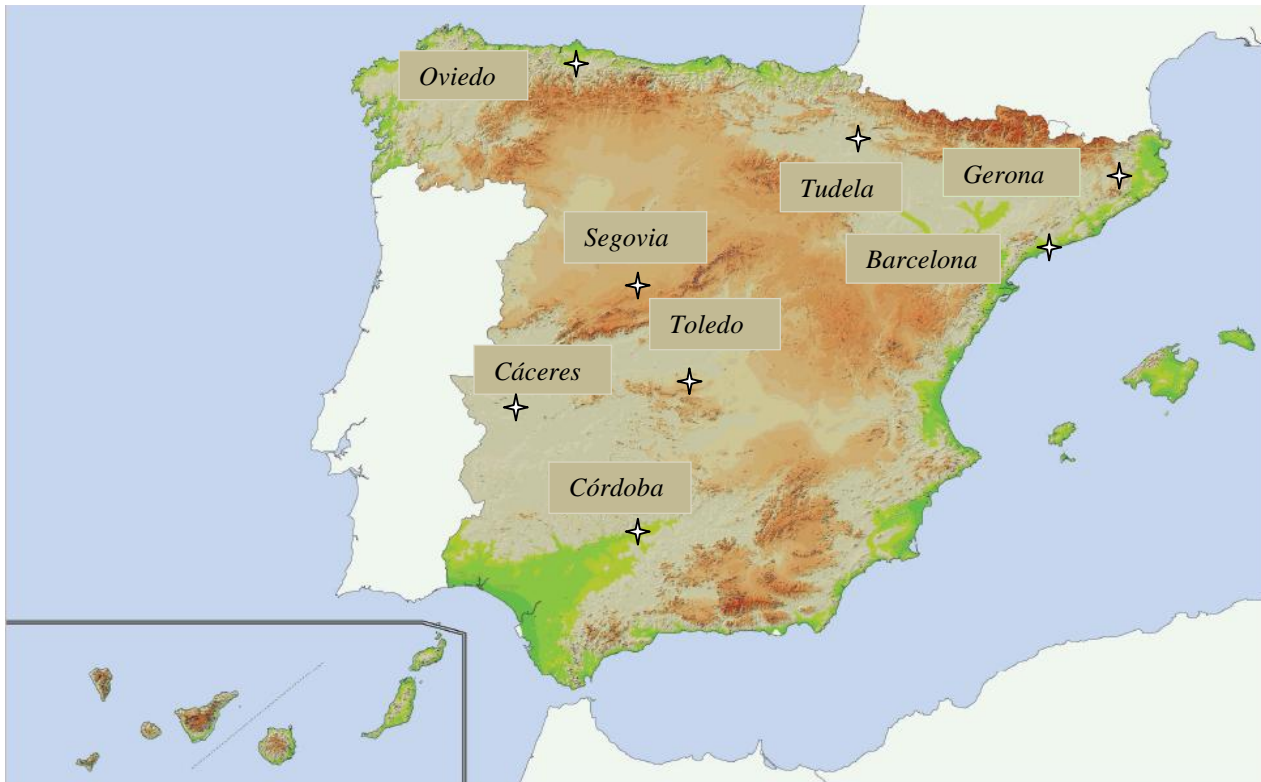 Oviedo
Tudela
Gerona
Segovia
Barcelona
Toledo
Cáceres
Córdoba